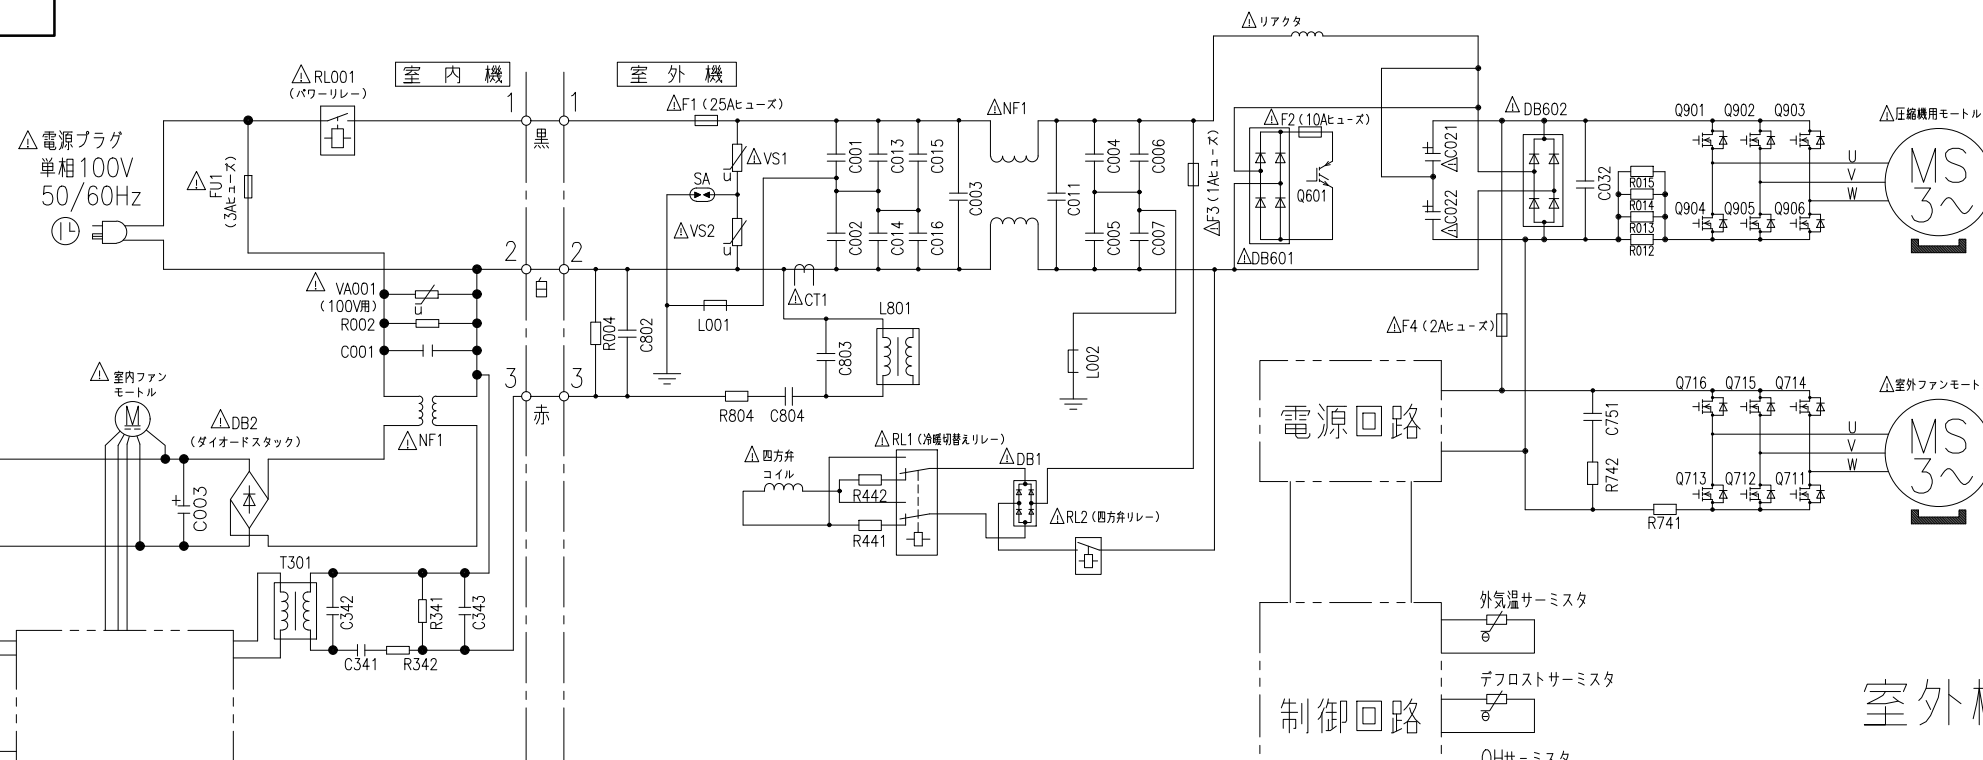 ⚠リアクタ
⚠RL001
(パワーリレー)
室内機
室外機
1
1
⚠電源プラグ
単相100V
50/60Hz
⚠FU1
(3Aヒューズ)
黒
⚠F1(25Aヒューズ)
⚠VS1
u
SA
⚠VS2
u
C001
C013
C015
C002
C014
C016
C003
⚠NF1
C011
C004
C006
C005
C007
⚠F3(1Aヒューズ)
⚠F2(10Aヒューズ)
Q601
⚠DB601
+
⚠C021
+
⚠C022
⚠DB602
C032
R015
R014
R013
R012
Q901
Q902
Q903
Q904
Q905
Q906
U
V
W
⚠圧縮機用モートル
MS
3～
2
2
白
⚠VA001
(100V用)
u
R002
C001
⚠NF1
3
3
赤
R004
C802
L001
⚠CT1
L801
C803
R804
C804
L002
⚠F4(2Aヒューズ)
⚠室内ファン
モートル
M
⚠DB2
(ダイオードスタック)
+
C003
⚠四方弁
コイル
⚠RL1(冷暖切替えリレー)
R442
R441
⚠DB1
⚠RL2(四方弁リレー)
電源回路
Q716
Q715
Q714
C751
R742
Q713
Q712
Q711
R741
U
V
W
⚠室外ファンモート
MS
3～
T301
C342
R341
C343
C341
R342
外気温サーミスタ
θ
デフロストサーミスタ
θ
制御回路
OHサーミスタ
室外機